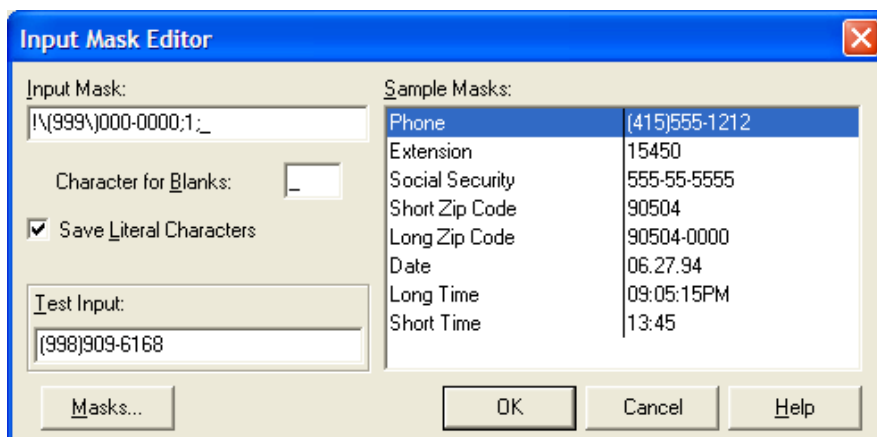 Input Mask Editor
Input Mask:
!\(999\)000-0000;1;_
Character for Blanks: _
Save Literal Characters
Test Input:
(998)909-6168
Masks...
Sample Masks:
Phone (415)555-1212
Extension 15450
Social Security 555-55-5555
Short Zip Code 90504
Long Zip Code 90504-0000
Date 06.27.94
Long Time 09:05:15PM
Short Time 13:45
OK Cancel Help